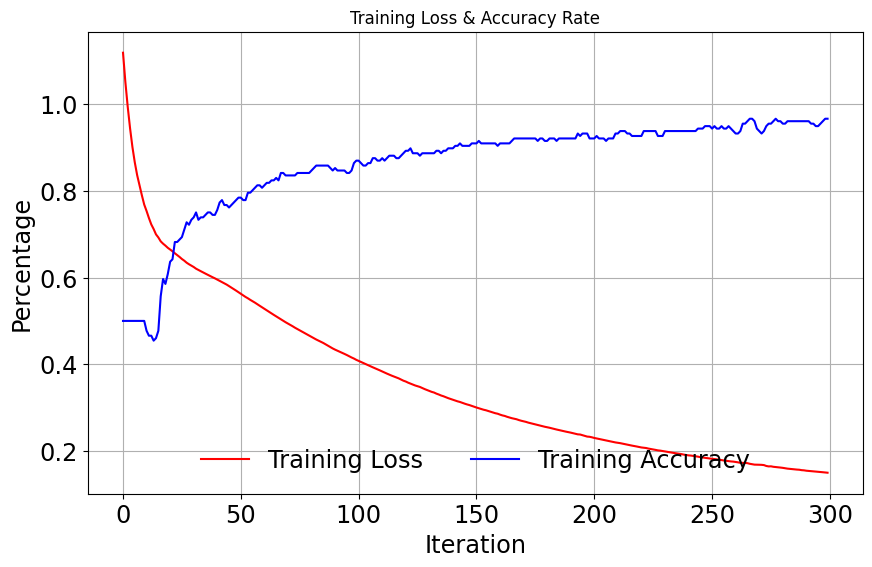 Training Loss & Accuracy Rate
Percentage
1.0
0.8
0.6
0.4
0.2
Training Loss
Training Accuracy
0 50 100 150 200 250 300
Iteration